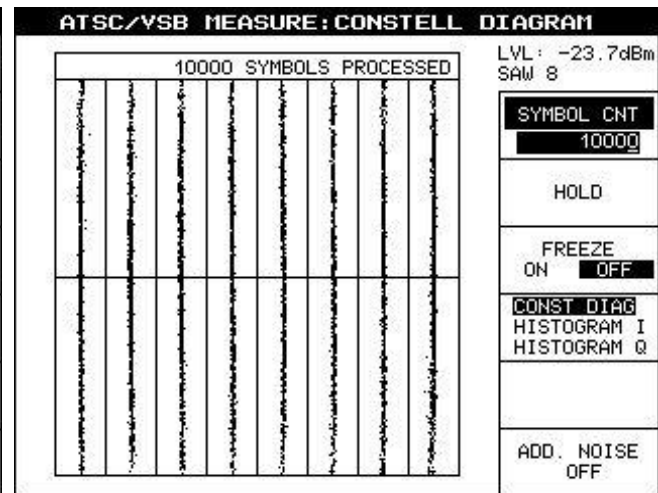 ATSC/VSB MEASURE:CONSTELL DIAGRAM
10000 SYMBOLS PROCESSED
LVL: -23.7dBm
SAW 8
SYMBOL CNT
10000
HOLD
FREEZE
ON OFF
CONST DIAG
HISTOGRAM I
HISTOGRAM Q
ADD. NOISE
OFF